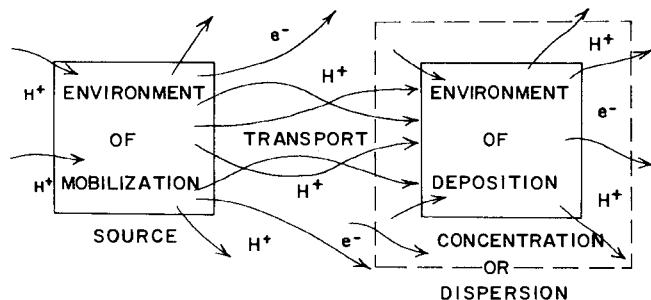 e⁻
H⁺
H⁺
H⁺
ENVIRONMENT
ENVIRONMENT
e⁻
OF
TRANSPORT
OF
H⁺
MOBILIZATION
H⁺
DEPOSITION
H⁺
SOURCE
H⁺
e⁻
CONCENTRATION
OR
DISPERSION